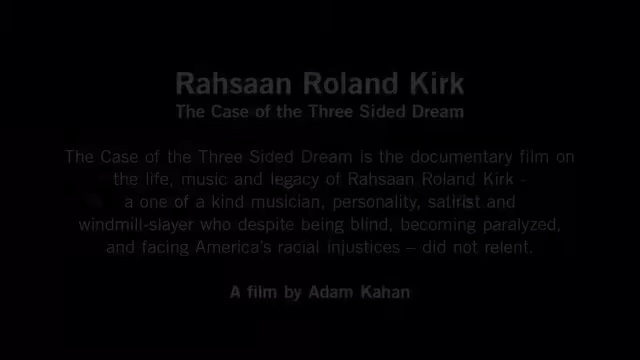 Rahsaan Roland Kirk
The Case of the Three Sided Dream
The Case of the Three Sided Dream is the documentary film on
the life, music and legacy of Rahsaan Roland Kirk -
a one of a kind musician, personality, satirist and
windmill-slayer who despite being blind, becoming paralyzed,
and facing America's racial injustices – did not relent.
A film by Adam Kahan